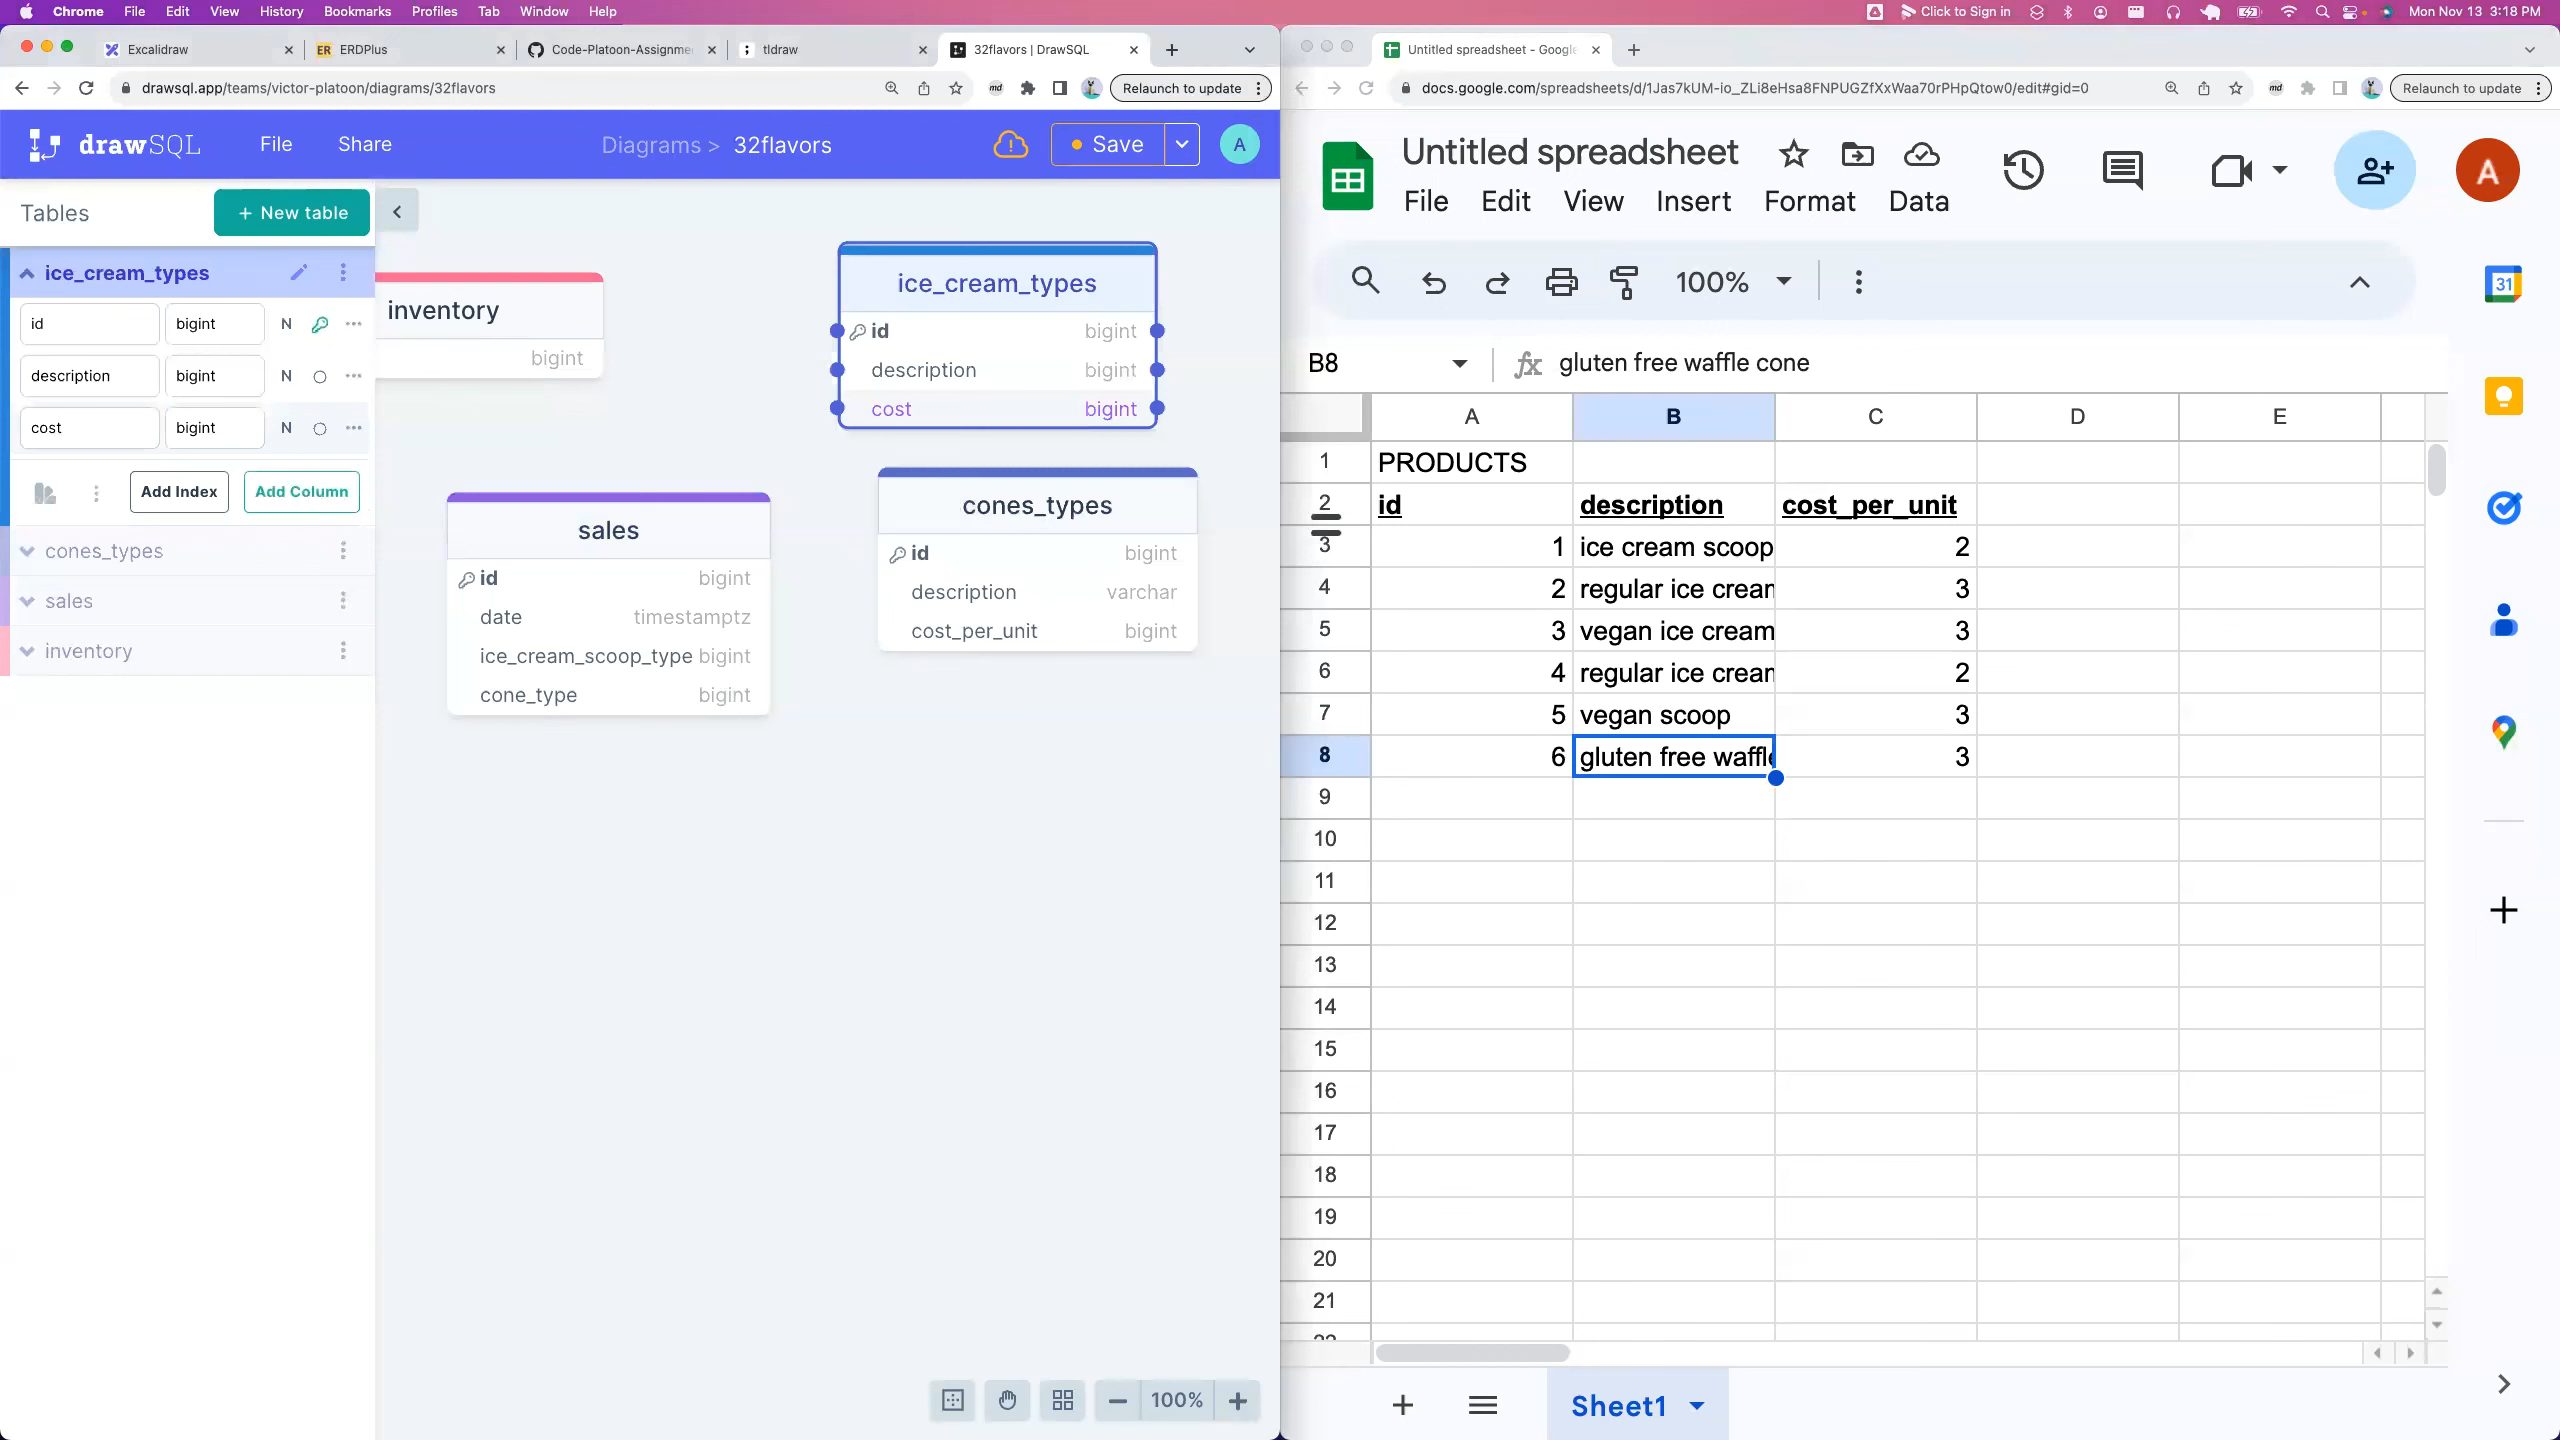 Chrome File Edit View History Bookmarks Profiles Tab Window Help
Click to Sign in
Mon Nov 13 3:18 PM
Excalidraw
ER ERDPlus
Code-Platoon-Assignme
tldraw
32flavors | DrawSQL
drawsql.app/teams/victor-platoon/diagrams/32flavors
Relaunch to update
drawSQL
File
Share
Diagrams > 32flavors
Save
A
Tables
+ New table
ice_cream_types
id bigint N
description bigint N
cost bigint N
Add Index
Add Column
cones_types
sales
inventory
inventory
bigint
ice_cream_types
id bigint
description bigint
cost bigint
sales
id bigint
date timestamptz
ice_cream_scoop_type bigint
cone_type bigint
cones_types
id bigint
description varchar
cost_per_unit bigint
100%
Untitled spreadsheet - Google
docs.google.com/spreadsheets/d/1Jas7kUM-io_ZLi8eHsa8FNPUGZfXxWaa70rPHpQtow0/edit#gid=0
Relaunch to update
Untitled spreadsheet
File Edit View Insert Format Data
A
100%
31
B8
fx gluten free waffle cone
A B C D E
1 PRODUCTS
2 id description cost_per_unit
3 1 ice cream scoop 2
4 2 regular ice crear 3
5 3 vegan ice cream 3
6 4 regular ice crear 2
7 5 vegan scoop 3
8 6 gluten free waffle 3
9
10
11
12
13
14
15
16
17
18
19
20
21
22
Sheet1